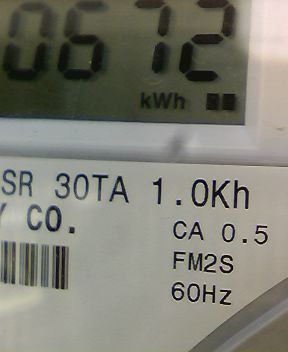 0672
kWh
SR 30TA 1.0Kh
Y CO.
CA 0.5
FM2S
60Hz